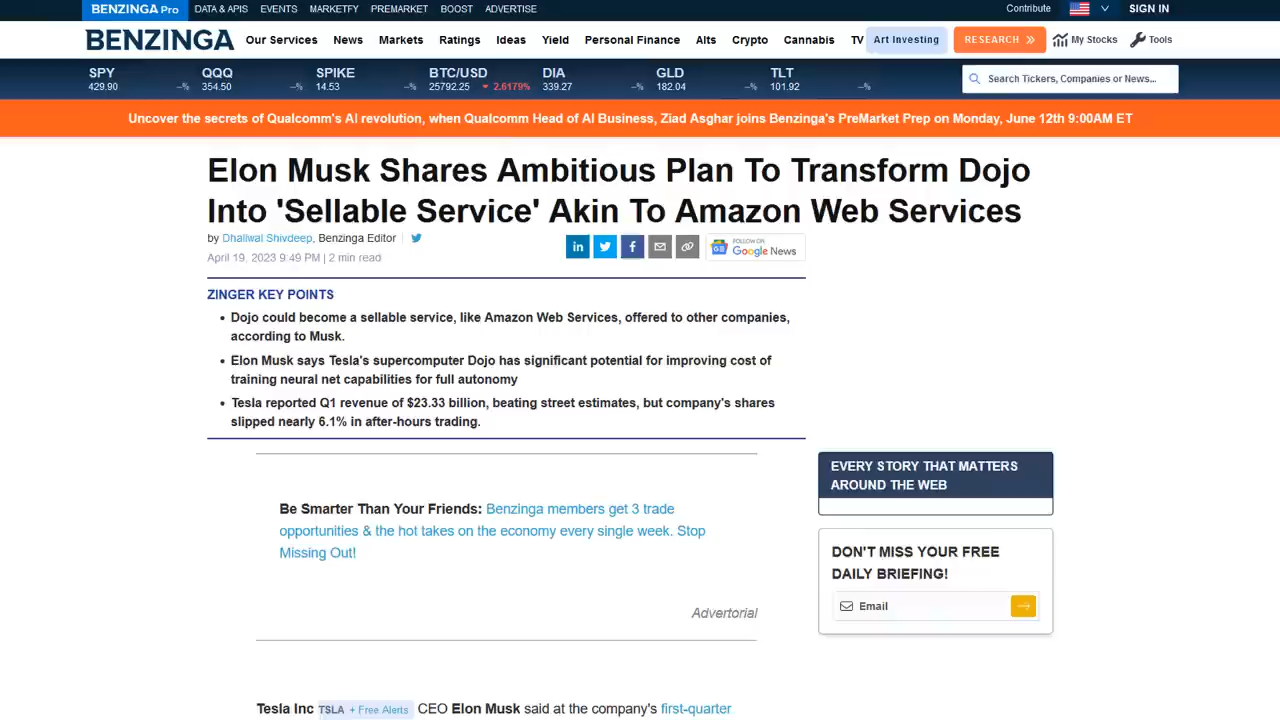 BENZINGA Pro DATA & APIS EVENTS MARKETFY PREMARKET BOOST ADVERTISE Contribute SIGN IN
BENZINGA Our Services News Markets Ratings Ideas Yield Personal Finance Alts Crypto Cannabis TV Art Investing RESEARCH My Stocks Tools
SPY QQQ SPIKE BTC/USD DIA GLD TLT
429.90 –% 354.50 –% 14.53 –% 25792.25 2.6179% 339.27 –% 182.04 –% 101.92 –%
Search Tickers, Companies or News...
Uncover the secrets of Qualcomm's AI revolution, when Qualcomm Head of AI Business, Ziad Asghar joins Benzinga's PreMarket Prep on Monday, June 12th 9:00AM ET
Elon Musk Shares Ambitious Plan To Transform Dojo
Into 'Sellable Service' Akin To Amazon Web Services
by Dhaliwal Shivdeep, Benzinga Editor
April 19, 2023 9:49 PM | 2 min read
in f FOLLOW ON
Google News
ZINGER KEY POINTS
• Dojo could become a sellable service, like Amazon Web Services, offered to other companies,
according to Musk.
• Elon Musk says Tesla's supercomputer Dojo has significant potential for improving cost of
training neural net capabilities for full autonomy
• Tesla reported Q1 revenue of $23.33 billion, beating street estimates, but company's shares
slipped nearly 6.1% in after-hours trading.
Be Smarter Than Your Friends: Benzinga members get 3 trade
opportunities & the hot takes on the economy every single week. Stop
Missing Out!
Advertorial
EVERY STORY THAT MATTERS
AROUND THE WEB
DON'T MISS YOUR FREE
DAILY BRIEFING!
Email
Tesla Inc TSLA + Free Alerts CEO Elon Musk said at the company's first-quarter